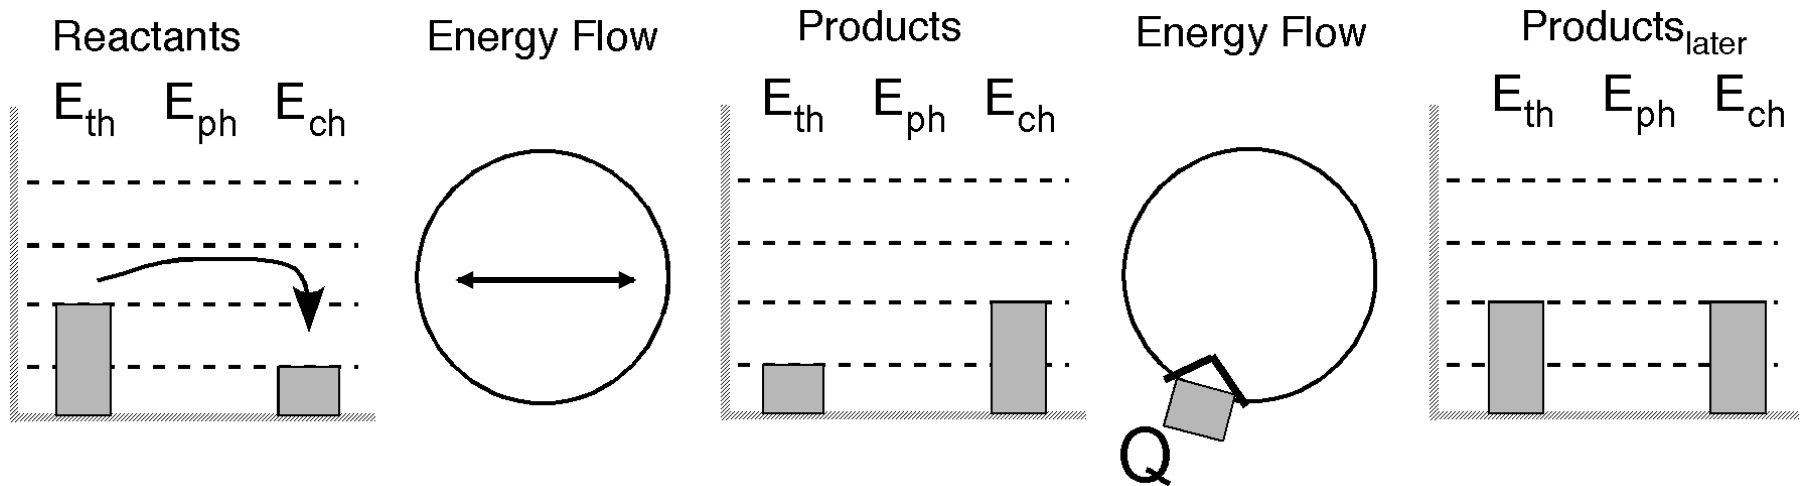 Reactants
E_th E_ph E_ch
Energy Flow
Products
E_th E_ph E_ch
Energy Flow
Q
Products_later
E_th E_ph E_ch